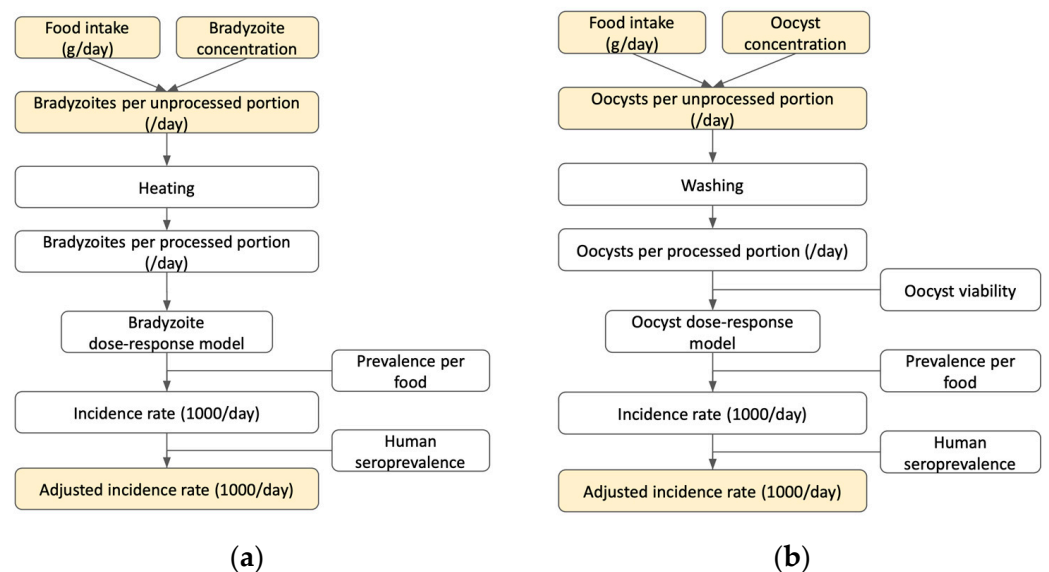 Food intake
(g/day)
Bradyzoite
concentration
Bradyzoites per unprocessed portion
(/day)
Heating
Bradyzoites per processed portion
(/day)
Bradyzoite
dose-response model
Prevalence per
food
Incidence rate (1000/day)
Human
seroprevalence
Adjusted incidence rate (1000/day)
(a)
Food intake
(g/day)
Oocyst
concentration
Oocysts per unprocessed portion
(/day)
Washing
Oocysts per processed portion (/day)
Oocyst viability
Oocyst dose-response
model
Prevalence per
food
Incidence rate (1000/day)
Human
seroprevalence
Adjusted incidence rate (1000/day)
(b)